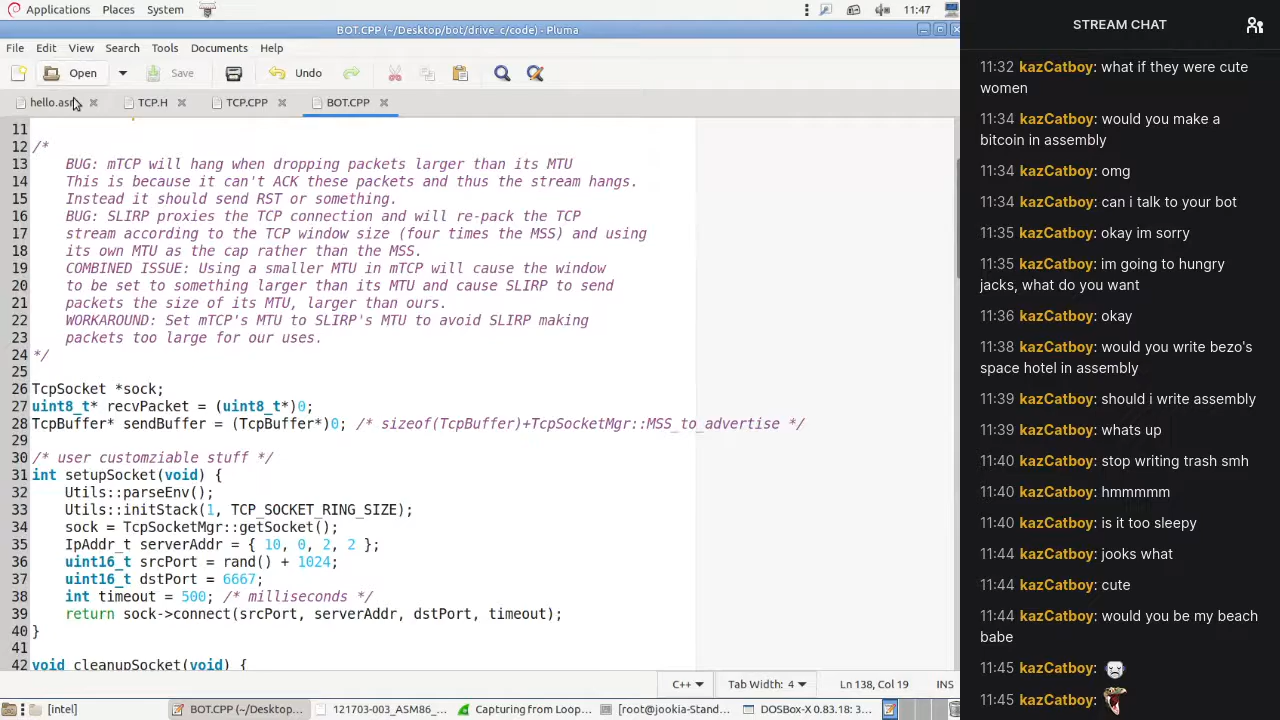 Applications Places System 11:47
BOT.CPP (~/Desktop/bot/drive_c/code) - Pluma
File Edit View Search Tools Documents Help
Open Save Undo
hello.asm TCP.H TCP.CPP BOT.CPP
11
12 /*
13 BUG: mTCP will hang when dropping packets larger than its MTU
14 This is because it can't ACK these packets and thus the stream hangs.
15 Instead it should send RST or something.
16 BUG: SLIRP proxies the TCP connection and will re-pack the TCP
17 stream according to the TCP window size (four times the MSS) and using
18 its own MTU as the cap rather than the MSS.
19 COMBINED ISSUE: Using a smaller MTU in mTCP will cause the window
20 to be set to something larger than its MTU and cause SLIRP to send
21 packets the size of its MTU, larger than ours.
22 WORKAROUND: Set mTCP's MTU to SLIRP's MTU to avoid SLIRP making
23 packets too large for our uses.
24 */
25
26 TcpSocket *sock;
27 uint8_t* recvPacket = (uint8_t*)0;
28 TcpBuffer* sendBuffer = (TcpBuffer*)0; /* sizeof(TcpBuffer)+TcpSocketMgr::MSS_to_advertise */
29
30 /* user customziable stuff */
31 int setupSocket(void) {
32 Utils::parseEnv();
33 Utils::initStack(1, TCP_SOCKET_RING_SIZE);
34 sock = TcpSocketMgr::getSocket();
35 IpAddr_t serverAddr = { 10, 0, 2, 2 };
36 uint16_t srcPort = rand() + 1024;
37 uint16_t dstPort = 6667;
38 int timeout = 500; /* milliseconds */
39 return sock->connect(srcPort, serverAddr, dstPort, timeout);
40 }
41
42 void cleanupSocket(void) {
C++ Tab Width: 4 Ln 138, Col 19 INS
[intel] BOT.CPP (~/Desktop... 121703-003_ASM86_... Capturing from Loop... [root@jookia-Standa... DOSBox-X 0.83.18: 3...
STREAM CHAT
11:32 kazCatboy: what if they were cute
women
11:34 kazCatboy: would you make a
bitcoin in assembly
11:34 kazCatboy: omg
11:34 kazCatboy: can i talk to your bot
11:35 kazCatboy: okay im sorry
11:35 kazCatboy: im going to hungry
jacks, what do you want
11:36 kazCatboy: okay
11:38 kazCatboy: would you write bezo's
space hotel in assembly
11:39 kazCatboy: should i write assembly
11:39 kazCatboy: whats up
11:40 kazCatboy: stop writing trash smh
11:40 kazCatboy: hmmmmm
11:40 kazCatboy: is it too sleepy
11:44 kazCatboy: jooks what
11:44 kazCatboy: cute
11:44 kazCatboy: would you be my beach
babe
11:45 kazCatboy:
11:45 kazCatboy: